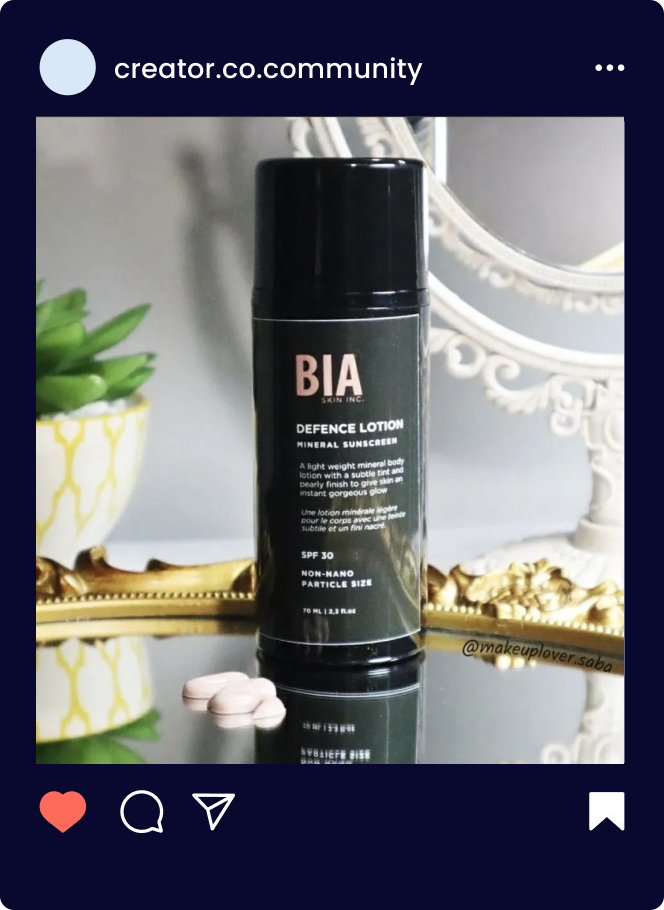 creator.co.community
BIA
SKIN INC.
DEFENCE LOTION
MINERAL SUNSCREEN
A light weight mineral body
lotion with a subtle tint and
pearly finish to give skin an
instant gorgeous glow
Une lotion minérale légère
pour le corps avec une teinte
subtile et un fini nacré.
SPF 30
NON-NANO
PARTICLE SIZE
70 ML | 2,3 fl.oz
@makeuplover.saba